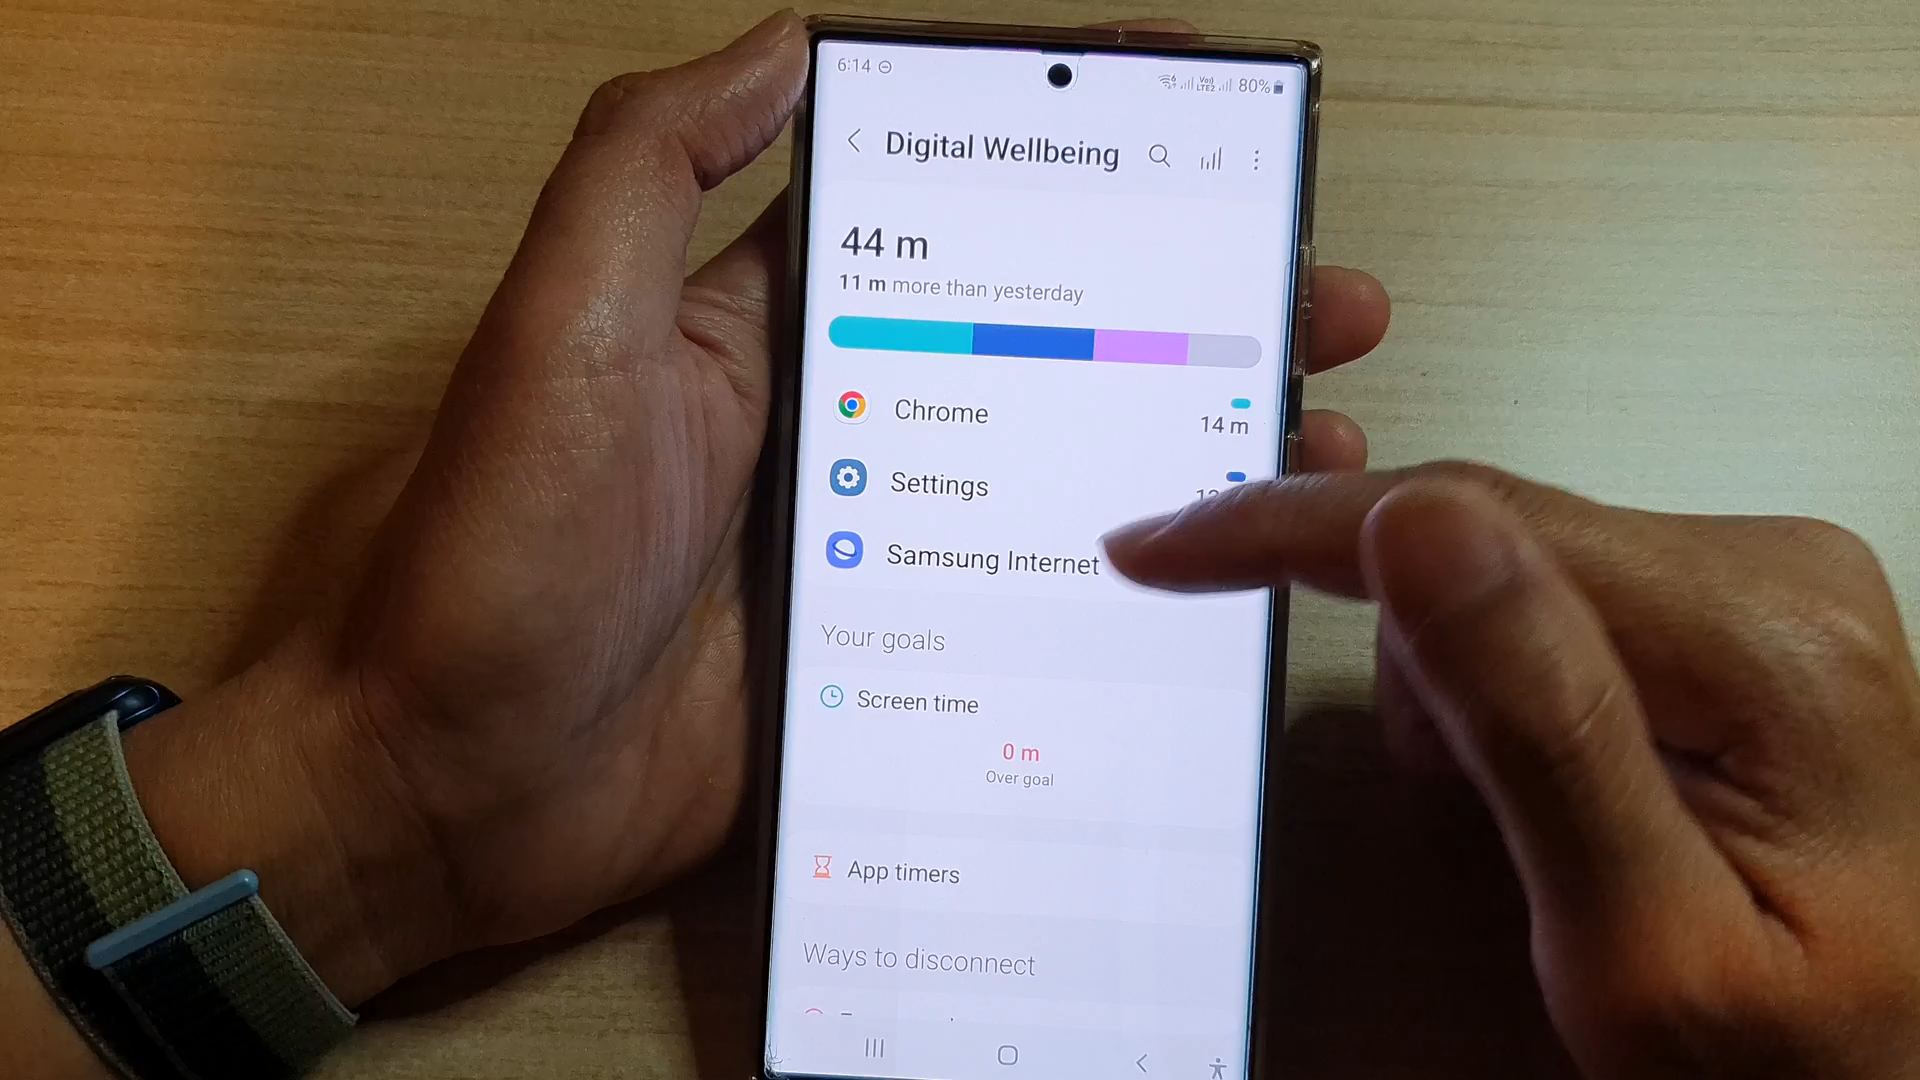 6:14 80%
Digital Wellbeing
44 m
11 m more than yesterday
Chrome
14 m
Settings
Samsung Internet
Your goals
Screen time
0 m
Over goal
App timers
Ways to disconnect